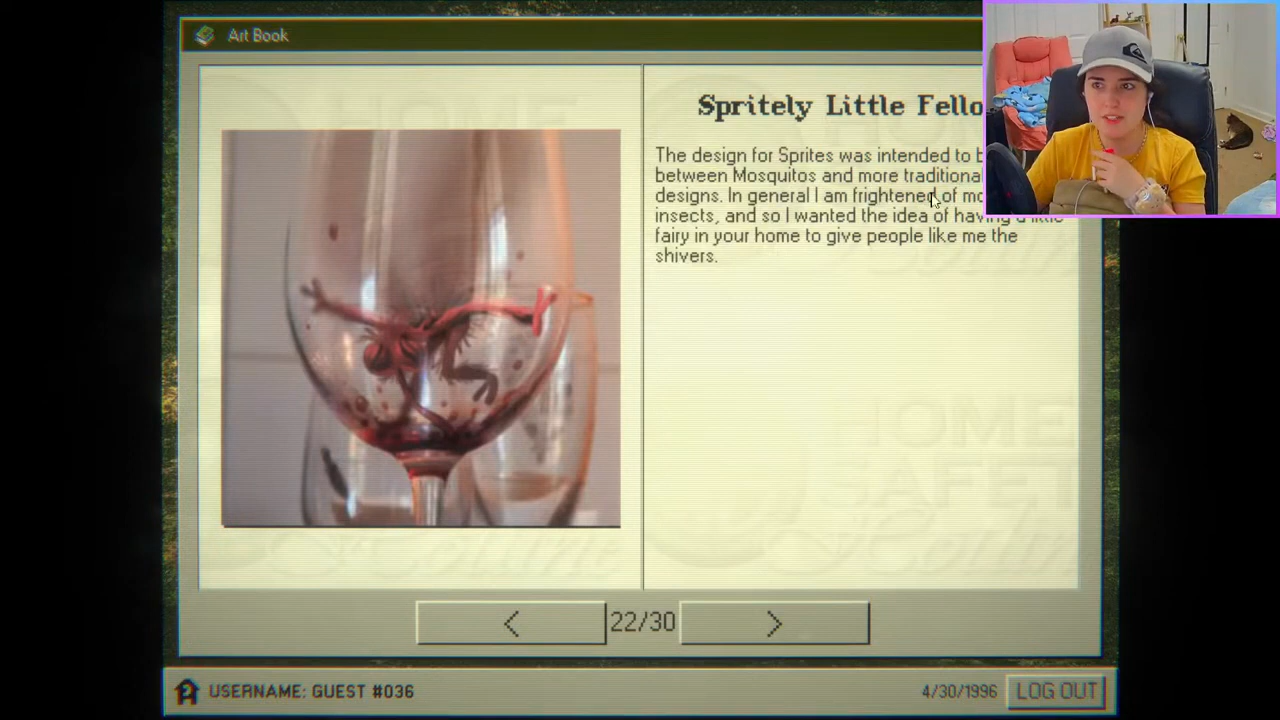 Art Book
Spritely Little
The design for Sprites was intended to
between Mosquitos and more traditional
designs. In general I am frightened of
insects, and so I wanted the idea of having a little
fairy in your home to give people like me the
shivers.
< 22/30 >
USERNAME: GUEST #036
4/30/1996 LOG OUT